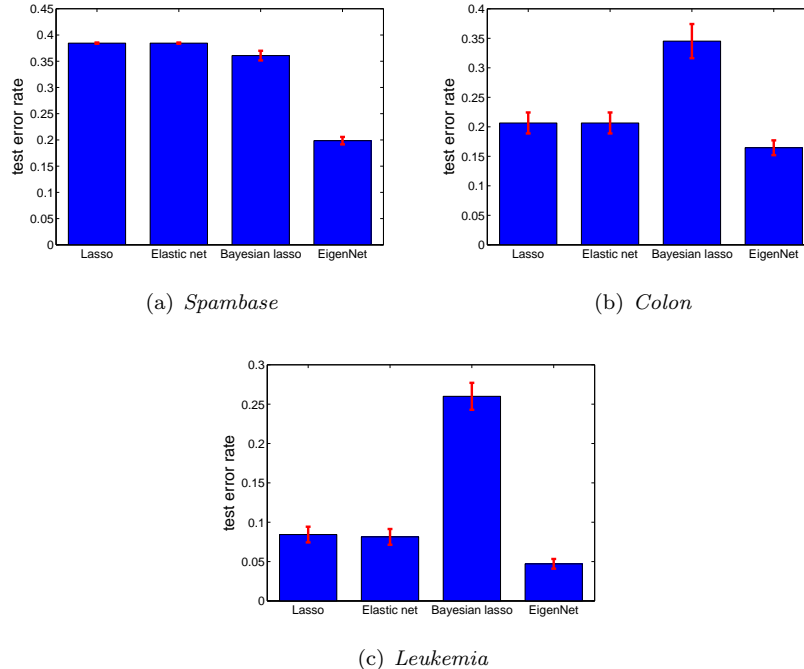 0.45
0.4
0.35
0.3
0.25
0.2
0.15
0.1
0.05
0
test error rate
Lasso Elastic net Bayesian lasso EigenNet
(a) Spambase
0.4
0.35
0.3
0.25
0.2
0.15
0.1
0.05
0
test error rate
Lasso Elastic net Bayesian lasso EigenNet
(b) Colon
0.3
0.25
0.2
0.15
0.1
0.05
0
test error rate
Lasso Elastic net Bayesian lasso EigenNet
(c) Leukemia